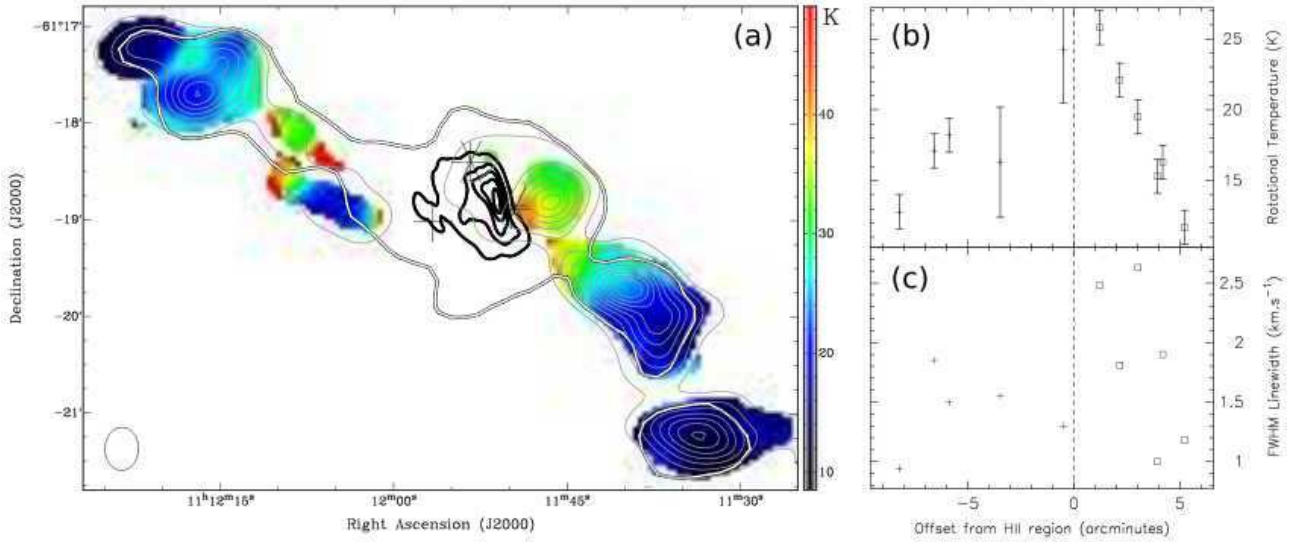 (a)
K
Declination (J2000)
-61°17'
-18'
-19'
-20'
-21'
40
30
20
10
11ʰ12ᵐ15ˢ
12ᵐ00ˢ
11ᵐ45ˢ
11ᵐ30ˢ
Right Ascension (J2000)
(b)
25
20
15
Rotational Temperature (K)
(c)
2.5
2
1.5
1
FWHM Linewidth (km.s⁻¹)
-5
0
5
Offset from HII region (arcminutes)